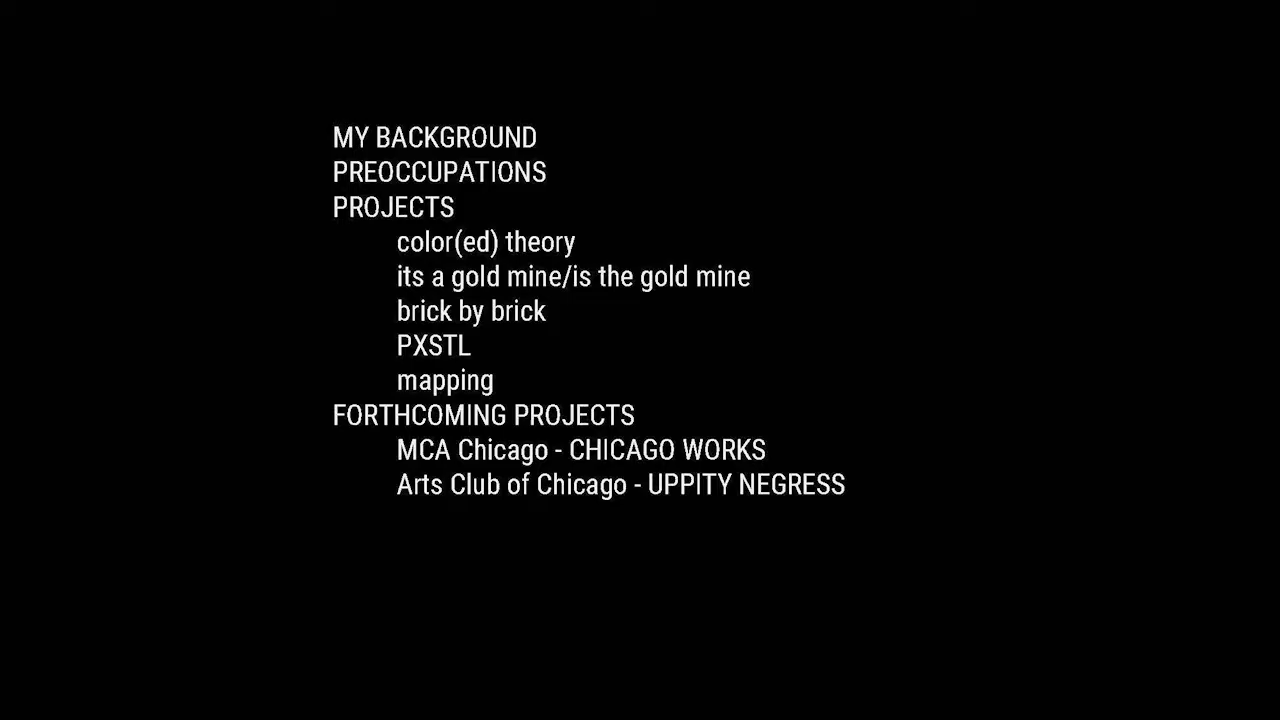 MY BACKGROUND
PREOCCUPATIONS
PROJECTS
color(ed) theory
its a gold mine/is the gold mine
brick by brick
PXSTL
mapping
FORTHCOMING PROJECTS
MCA Chicago - CHICAGO WORKS
Arts Club of Chicago - UPPITY NEGRESS